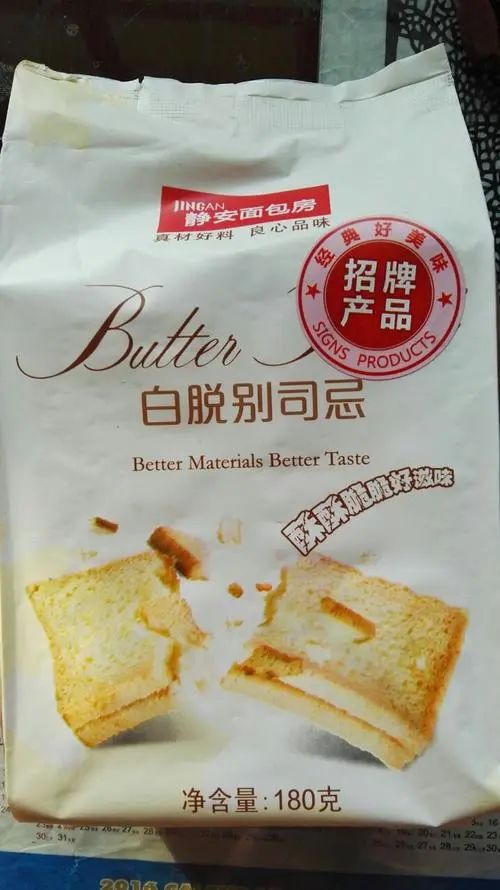 JINGAN
静安面包房
真材好料 良心品味
经典好美味
招牌
产品
SIGNS PRODUCTS
Butter
白脱别司忌
Better Materials Better Taste
酥酥脆脆好滋味
净含量:180克